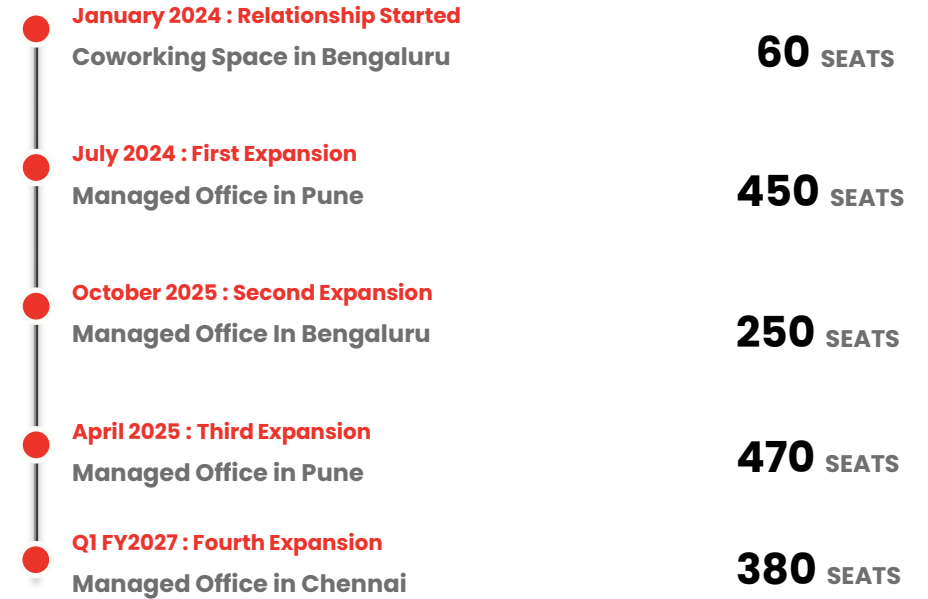 January 2024 : Relationship Started
Coworking Space in Bengaluru
60 SEATS
July 2024 : First Expansion
Managed Office in Pune
450 SEATS
October 2025 : Second Expansion
Managed Office In Bengaluru
250 SEATS
April 2025 : Third Expansion
Managed Office in Pune
470 SEATS
Q1 FY2027 : Fourth Expansion
Managed Office in Chennai
380 SEATS